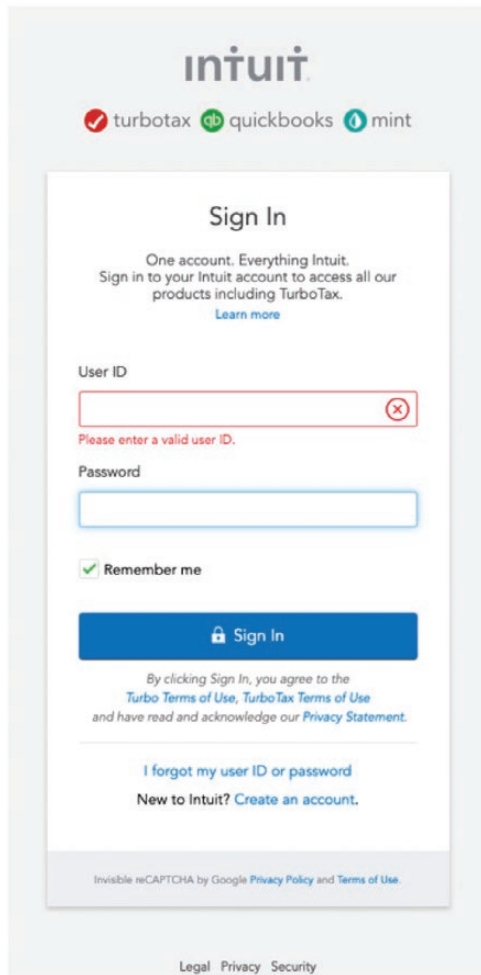 intuit
turbotax qb quickbooks mint
Sign In
One account. Everything Intuit.
Sign in to your Intuit account to access all our
products including TurboTax.
Learn more
User ID
Please enter a valid user ID.
Password
Remember me
Sign In
By clicking Sign In, you agree to the
Turbo Terms of Use, TurboTax Terms of Use
and have read and acknowledge our Privacy Statement.
I forgot my user ID or password
New to Intuit? Create an account.
Invisible reCAPTCHA by Google Privacy Policy and Terms of Use.
Legal Privacy Security